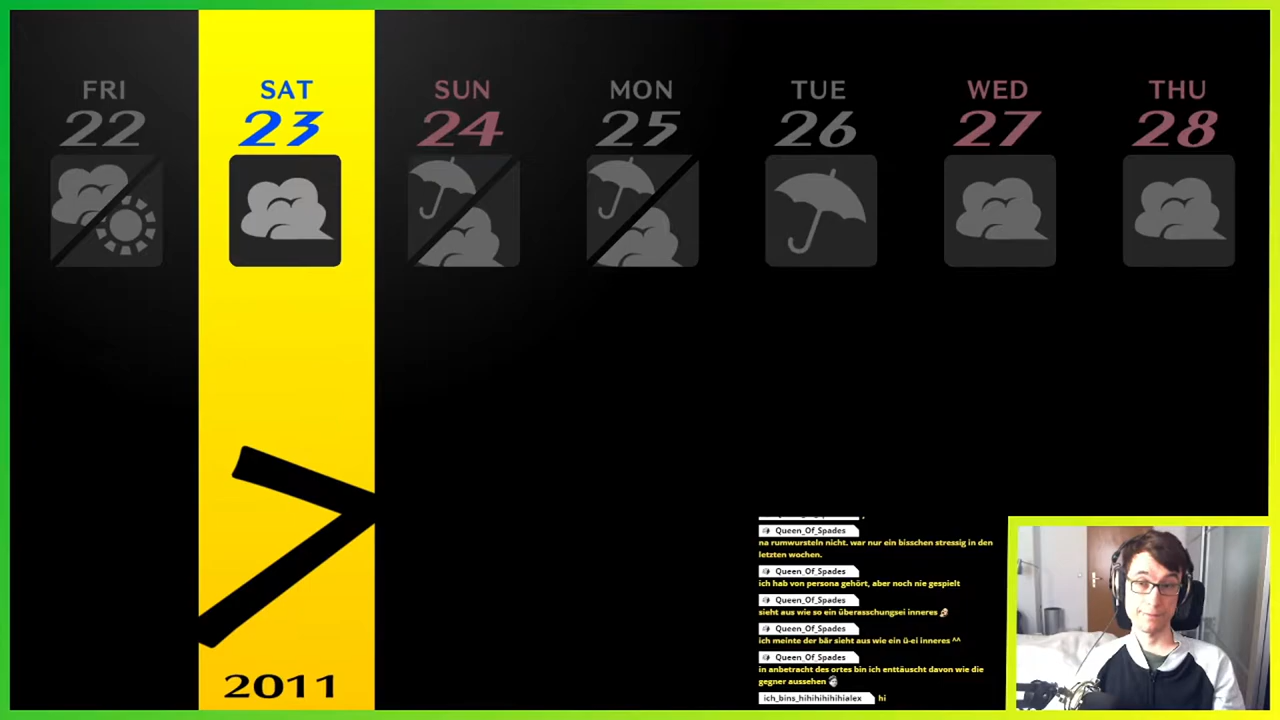 FRI
22
SAT
23
SUN
24
MON
25
TUE
26
WED
27
THU
28
7
2011
Queen_Of_Spades
na rumwursteln nicht. war nur ein bisschen stressig in den
letzten wochen.
Queen_Of_Spades
ich hab von persona gehört, aber noch nie gespielt
Queen_Of_Spades
sieht aus wie so ein überasschungsei inneres
Queen_Of_Spades
ich meinte der bär sieht aus wie ein ü-ei inneres ^^
Queen_Of_Spades
in anbetracht des ortes bin ich enttäuscht davon wie die
gegner aussehen
ich_bins_hihihihihihialex hi